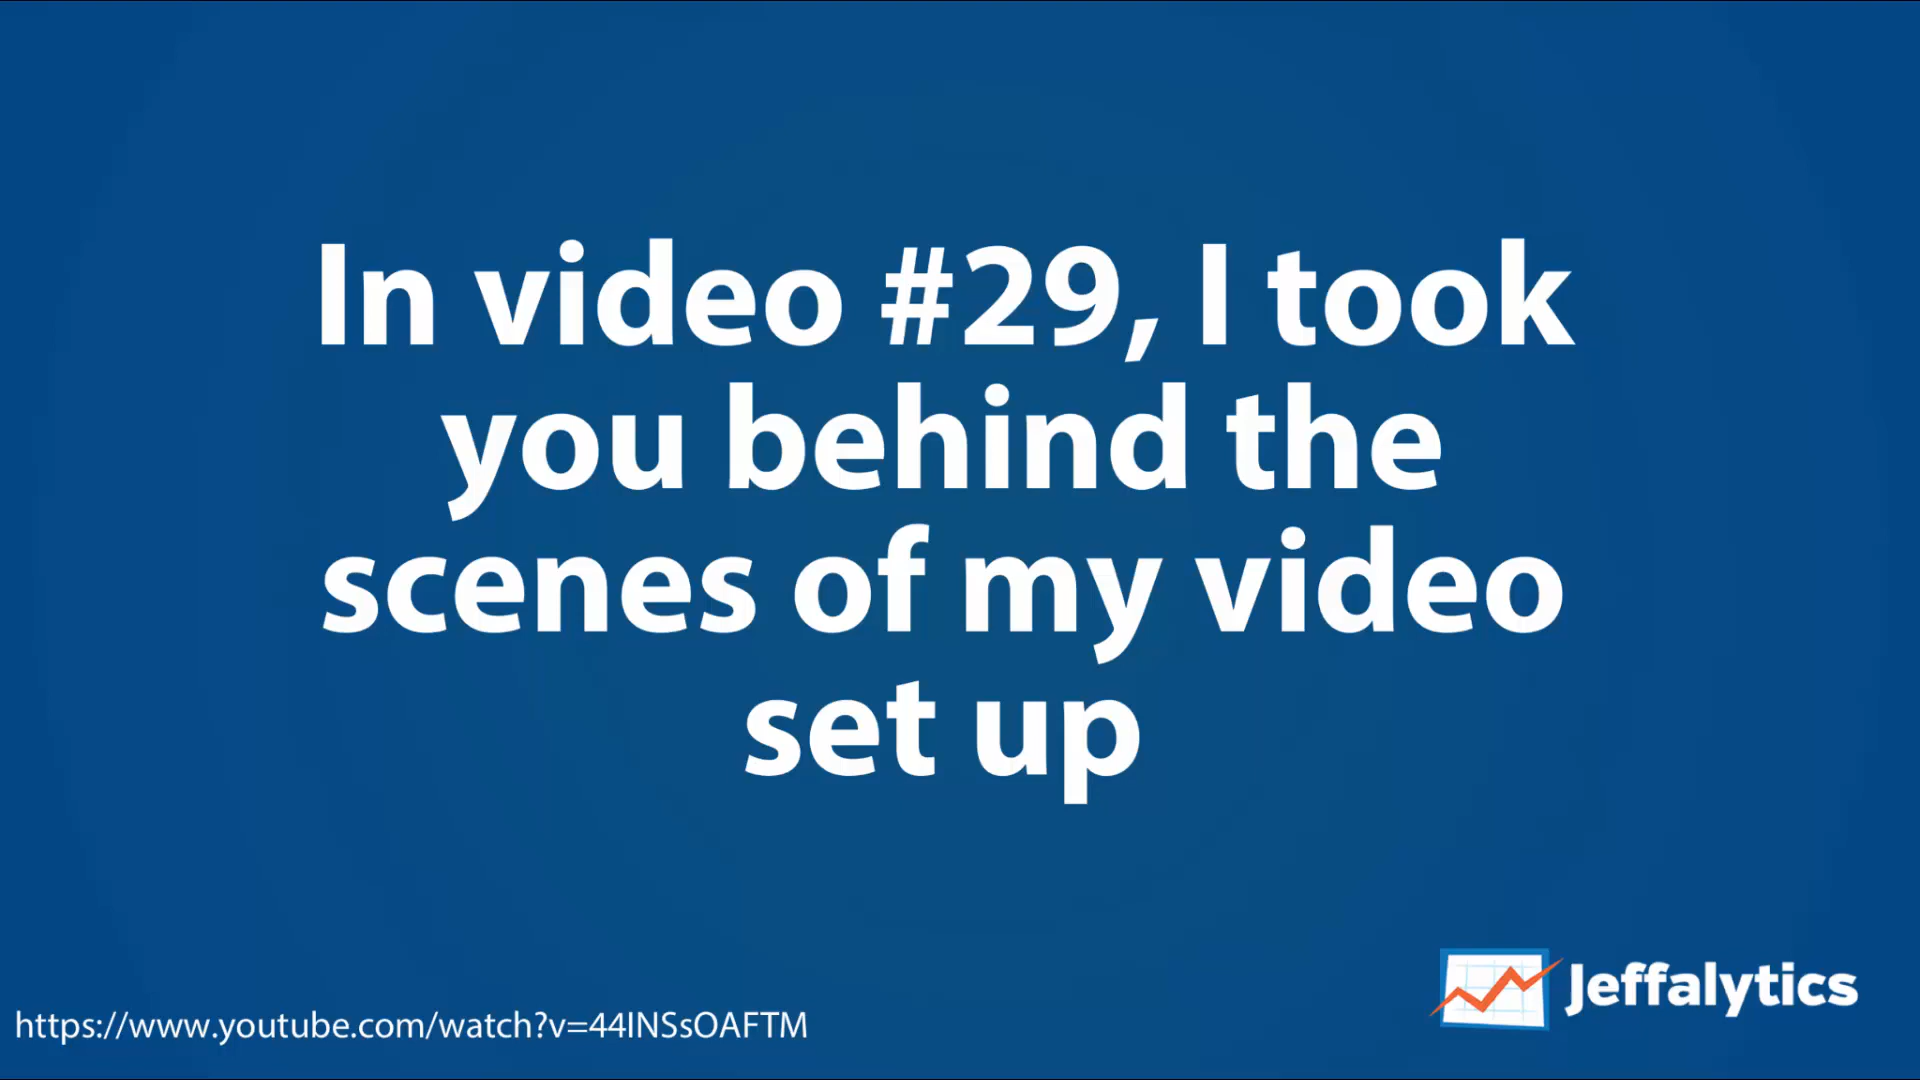 In video #29, I took
you behind the
scenes of my video
set up
Jeffalytics
https://www.youtube.com/watch?v=44INSsOAFTM